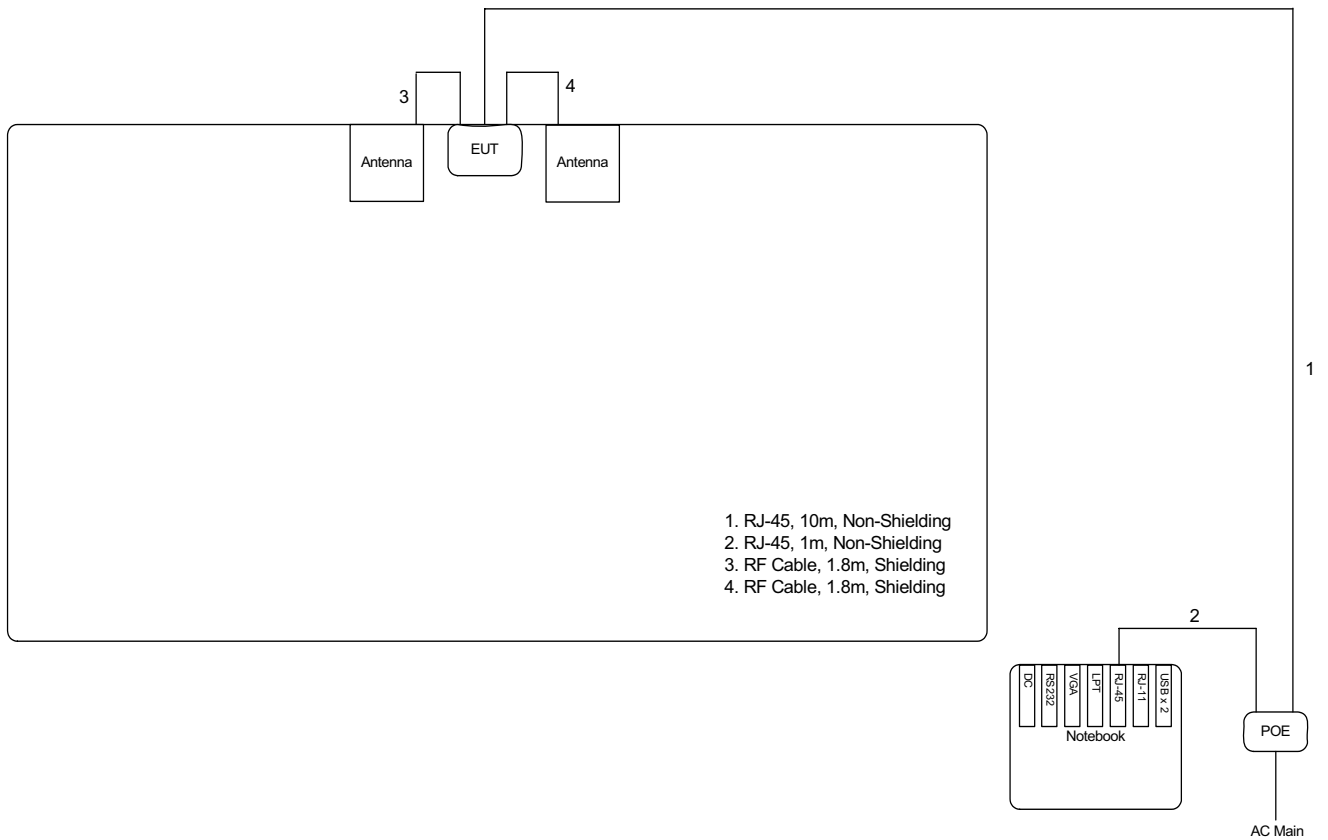 3
4
Antenna
EUT
Antenna
1
1. RJ-45, 10m, Non-Shielding
2. RJ-45, 1m, Non-Shielding
3. RF Cable, 1.8m, Shielding
4. RF Cable, 1.8m, Shielding
2
DC
RS232
VGA
LPT
RJ-45
RJ-11
USB x 2
Notebook
POE
AC Main